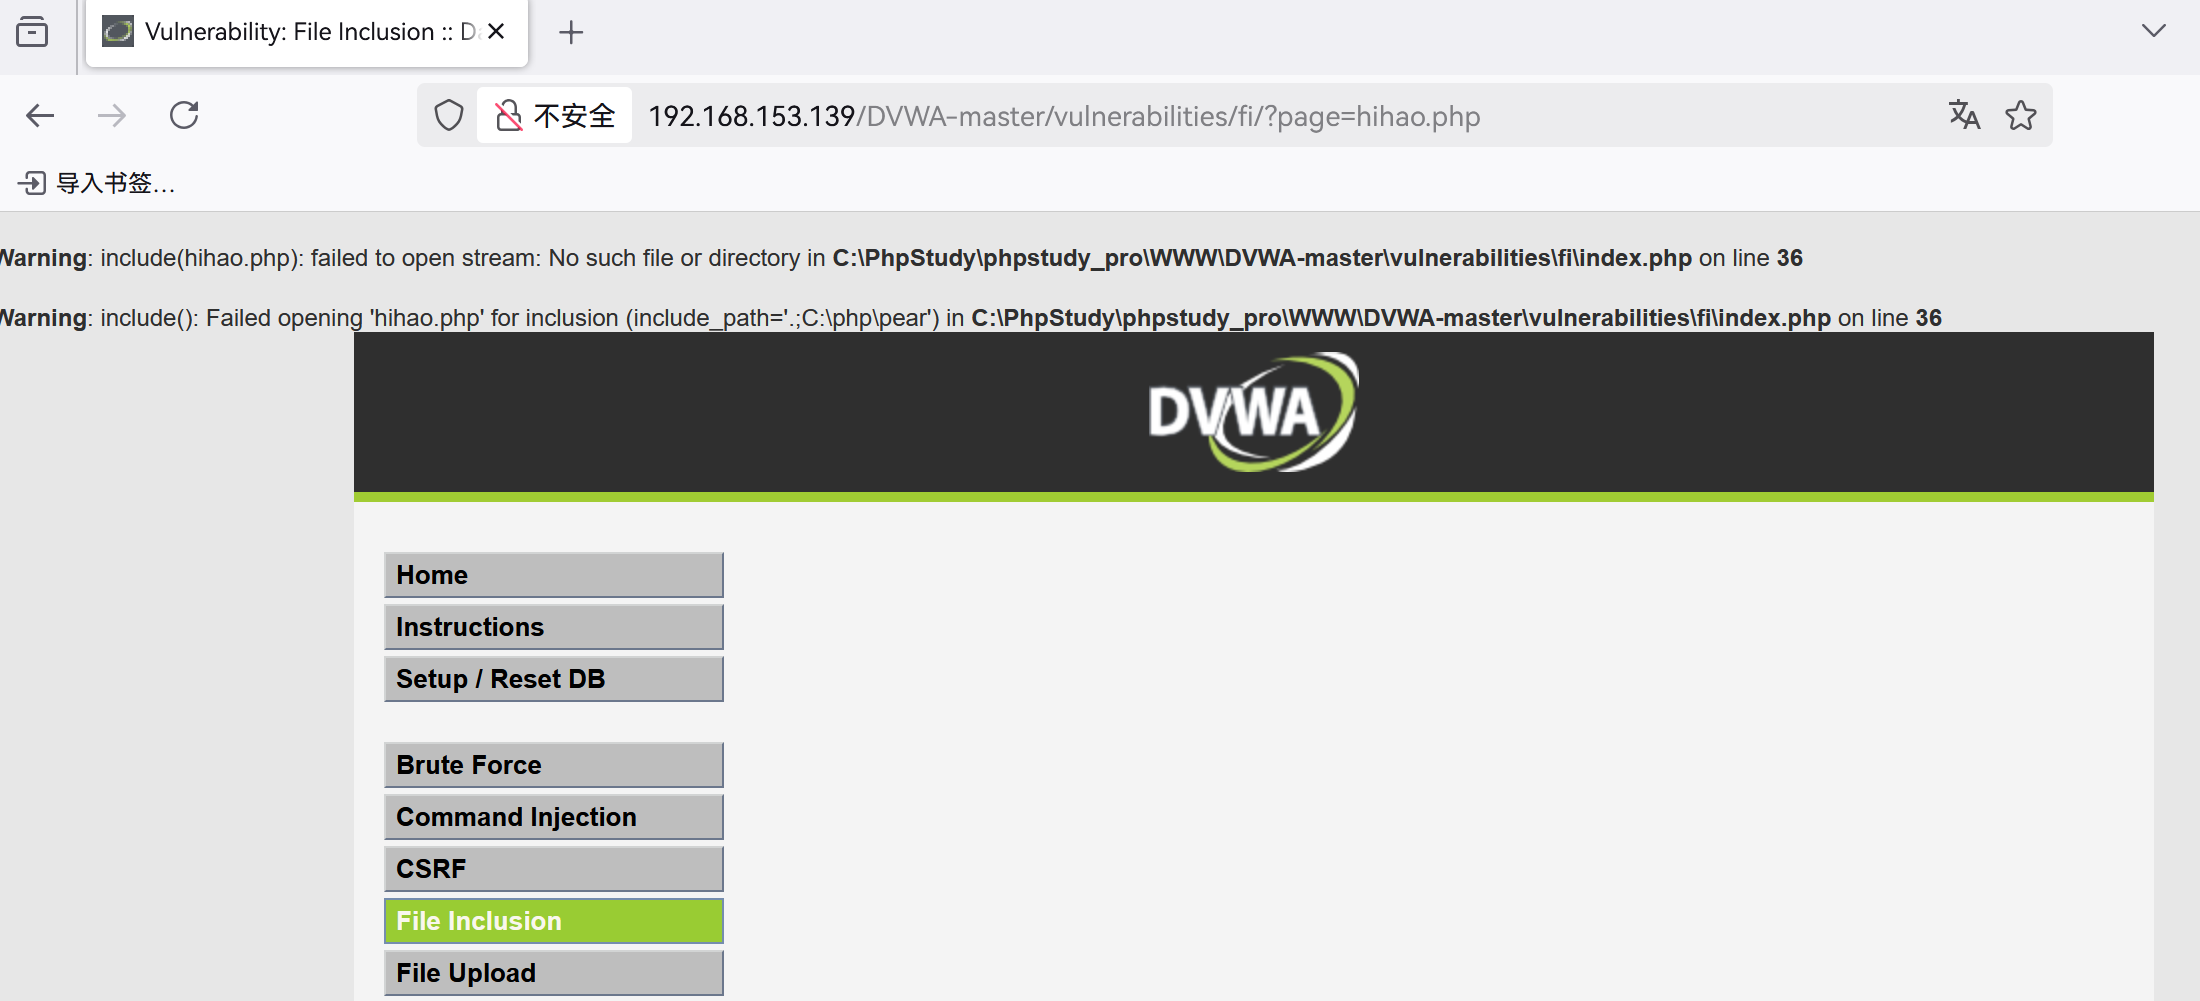 Vulnerability: File Inclusion :: Da
不安全 192.168.153.139/DVWA-master/vulnerabilities/fi/?page=hihao.php
导入书签…
Warning: include(hihao.php): failed to open stream: No such file or directory in C:\PhpStudy\phpstudy_pro\WWW\DVWA-master\vulnerabilities\fi\index.php on line 36
Warning: include(): Failed opening 'hihao.php' for inclusion (include_path='.;C:\php\pear') in C:\PhpStudy\phpstudy_pro\WWW\DVWA-master\vulnerabilities\fi\index.php on line 36
DVWA
Home
Instructions
Setup / Reset DB
Brute Force
Command Injection
CSRF
File Inclusion
File Upload